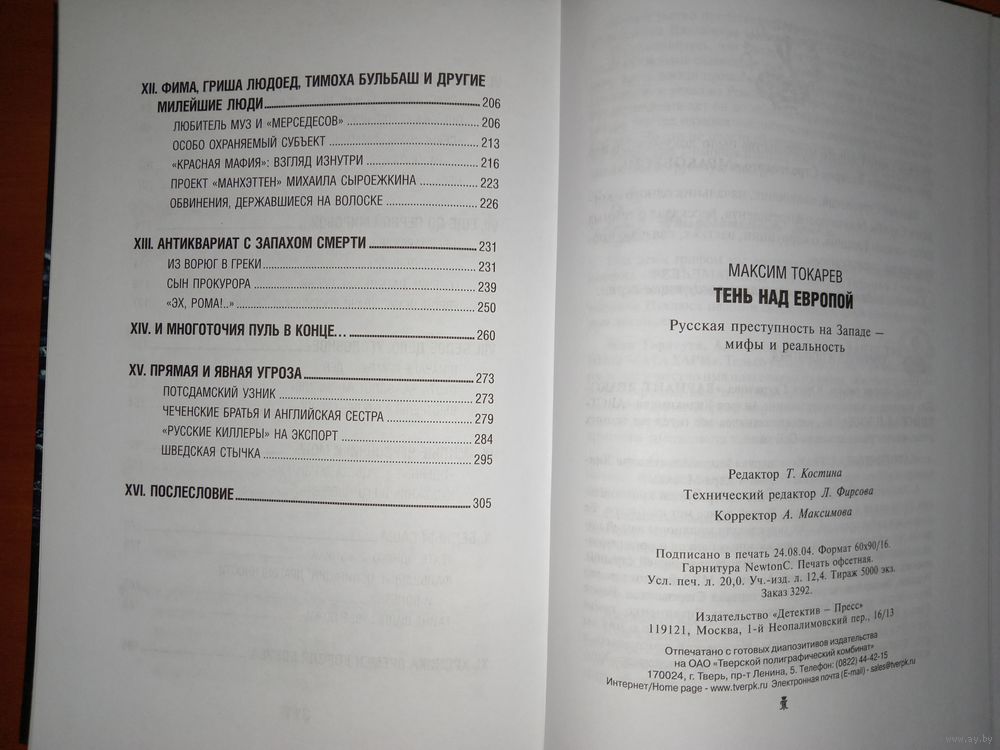 XII. ФИМА, ГРИША ЛЮДОЕД, ТИМОХА БУЛЬБАШ И ДРУГИЕ
МИЛЕЙШИЕ ЛЮДИ 206
ЛЮБИТЕЛЬ МУЗ И «МЕРСЕДЕСОВ» 206
ОСОБО ОХРАНЯЕМЫЙ СУБЪЕКТ 213
«КРАСНАЯ МАФИЯ»: ВЗГЛЯД ИЗНУТРИ 216
ПРОЕКТ «МАНХЭТТЕН» МИХАИЛА СЫРОЕЖКИНА 223
ОБВИНЕНИЯ, ДЕРЖАВШИЕСЯ НА ВОЛОСКЕ 226
XIII. АНТИКВАРИАТ С ЗАПАХОМ СМЕРТИ 231
ИЗ ВОРЮГ В ГРЕКИ 231
СЫН ПРОКУРОРА 239
«ЭХ, РОМА!..» 250
XIV. И МНОГОТОЧИЯ ПУЛЬ В КОНЦЕ... 260
XV. ПРЯМАЯ И ЯВНАЯ УГРОЗА 273
ПОТСДАМСКИЙ УЗНИК 273
ЧЕЧЕНСКИЕ БРАТЬЯ И АНГЛИЙСКАЯ СЕСТРА 279
«РУССКИЕ КИЛЛЕРЫ» НА ЭКСПОРТ 284
ШВЕДСКАЯ СТЫЧКА 295
XVI. ПОСЛЕСЛОВИЕ 305
МАКСИМ ТОКАРЕВ
ТЕНЬ НАД ЕВРОПОЙ
Русская преступность на Западе –
мифы и реальность
Редактор Т. Костина
Технический редактор Л. Фирсова
Корректор А. Максимова
Подписано в печать 24.08.04. Формат 60х90/16.
Гарнитура NewtonC. Печать офсетная.
Усл. печ. л. 20,0. Уч.-изд. л. 12,4. Тираж 5000 экз.
Заказ 3292.
Издательство «Детектив – Пресс»
119121, Москва, 1-й Неопалимовский пер., 16/13
Отпечатано с готовых диапозитивов издательства
на ОАО «Тверской полиграфический комбинат»
170024, г. Тверь, пр-т Ленина, 5. Телефон: (0822) 44-42-15
Интернет/Home page - www.tverpk.ru Электронная почта (E-mail) - sales@tverpk.ru
www.ay.by